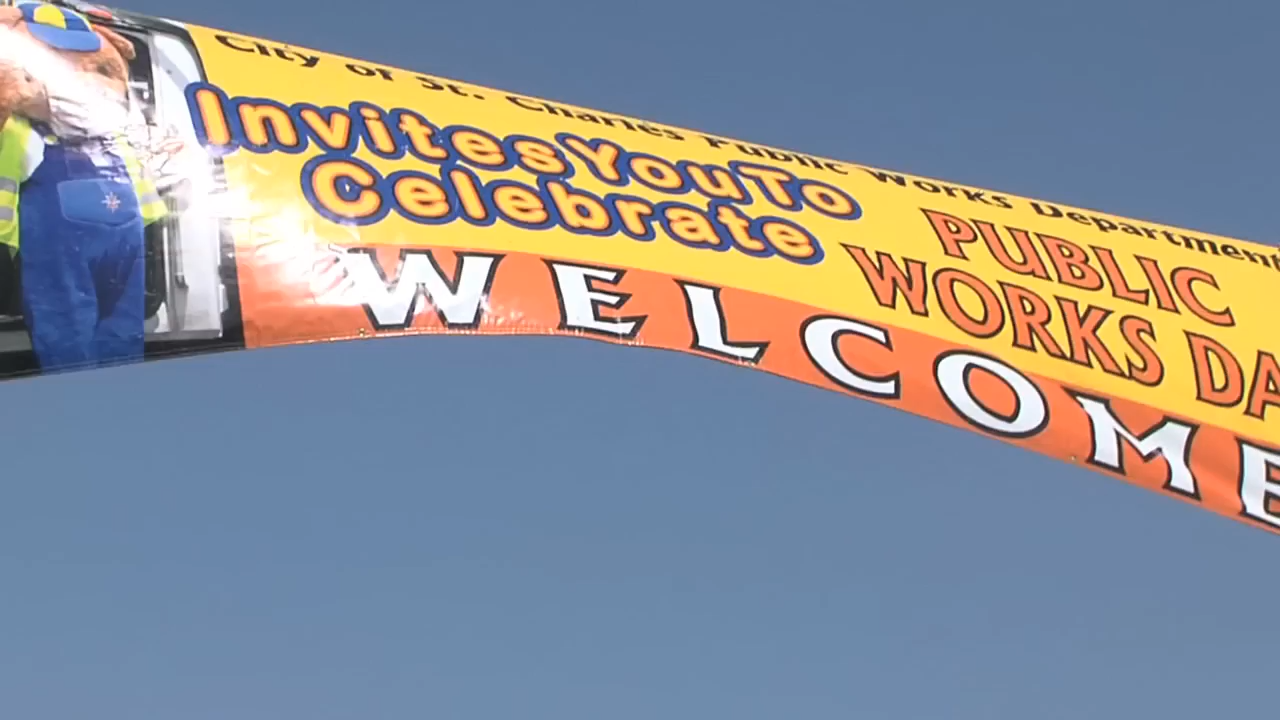 City of St. Charles Public Works Department
Invites You To
Celebrate
PUBLIC
WORKS DA
WELCOME